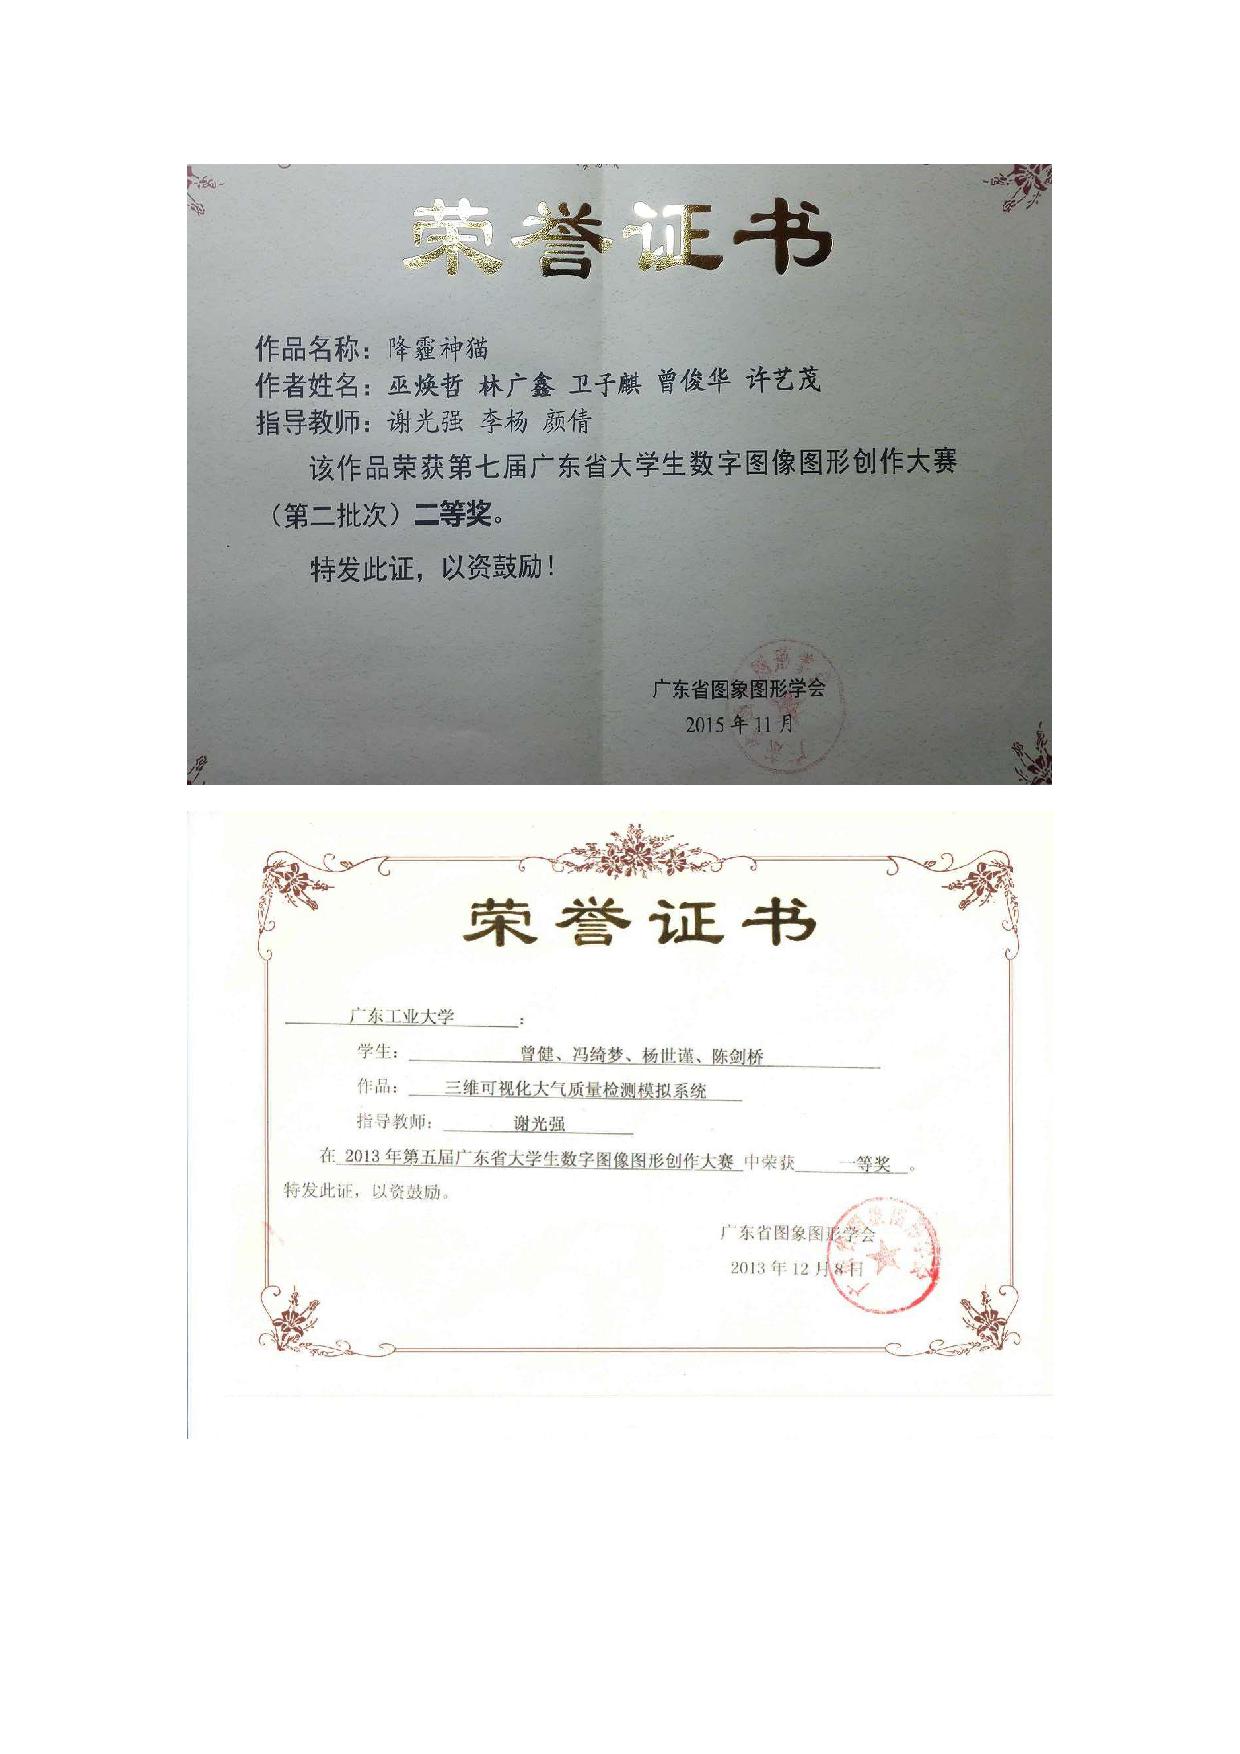 荣誉证书
作品名称：降霾神猫
作者姓名：巫焕哲 林广鑫 卫子麒 曾俊华 许艺茂
指导教师：谢光强 李杨 颜倩
该作品荣获第七届广东省大学生数字图像图形创作大赛
（第二批次）二等奖。
特发此证，以资鼓励！
广东省图象图形学会
2015年11月
荣誉证书
广东工业大学：
学生：曾健、冯绮梦、杨世谨、陈剑桥
作品：三维可视化大气质量检测模拟系统
指导教师：谢光强
在 2013年第五届广东省大学生数字图像图形创作大赛 中荣获 一等奖 。
特发此证，以资鼓励。
广东省图象图形学会
2013年12月8日